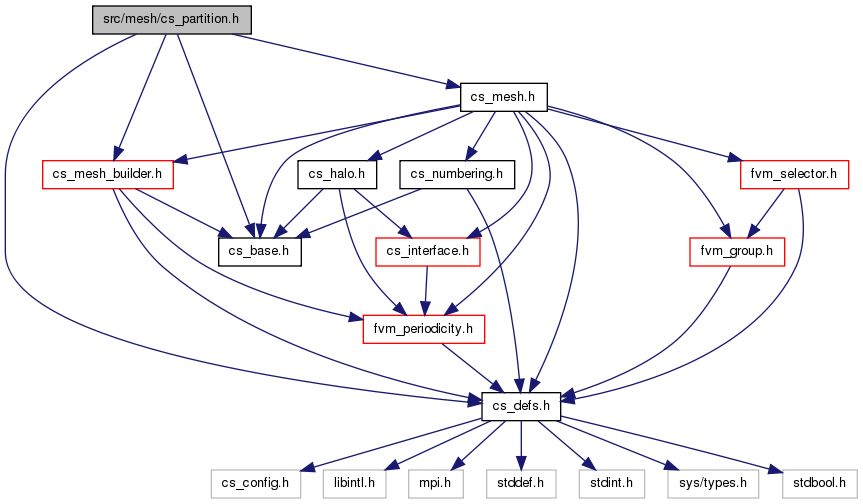 src/mesh/cs_partition.h
cs_mesh.h
cs_mesh_builder.h
cs_halo.h
cs_numbering.h
fvm_selector.h
cs_base.h
cs_interface.h
fvm_group.h
fvm_periodicity.h
cs_defs.h
cs_config.h
libintl.h
mpi.h
stddef.h
stdint.h
sys/types.h
stdbool.h